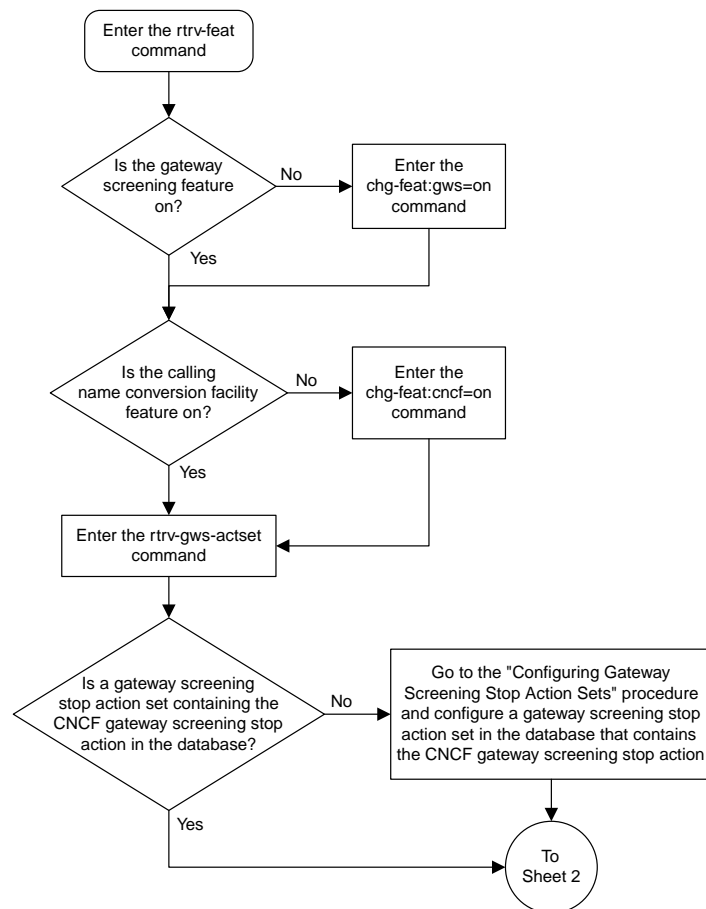 Enter the rtrv-feat
command
Is the gateway
screening feature
on?
No
Enter the
chg-feat:gws=on
command
Yes
Is the calling
name conversion facility
feature on?
No
Enter the
chg-feat:cncf=on
command
Yes
Enter the rtrv-gws-actset
command
Is a gateway screening
stop action set containing the
CNCF gateway screening stop
action in the database?
No
Go to the "Configuring Gateway
Screening Stop Action Sets" procedure
and configure a gateway screening stop
action set in the database that contains
the CNCF gateway screening stop action
Yes
To
Sheet 2